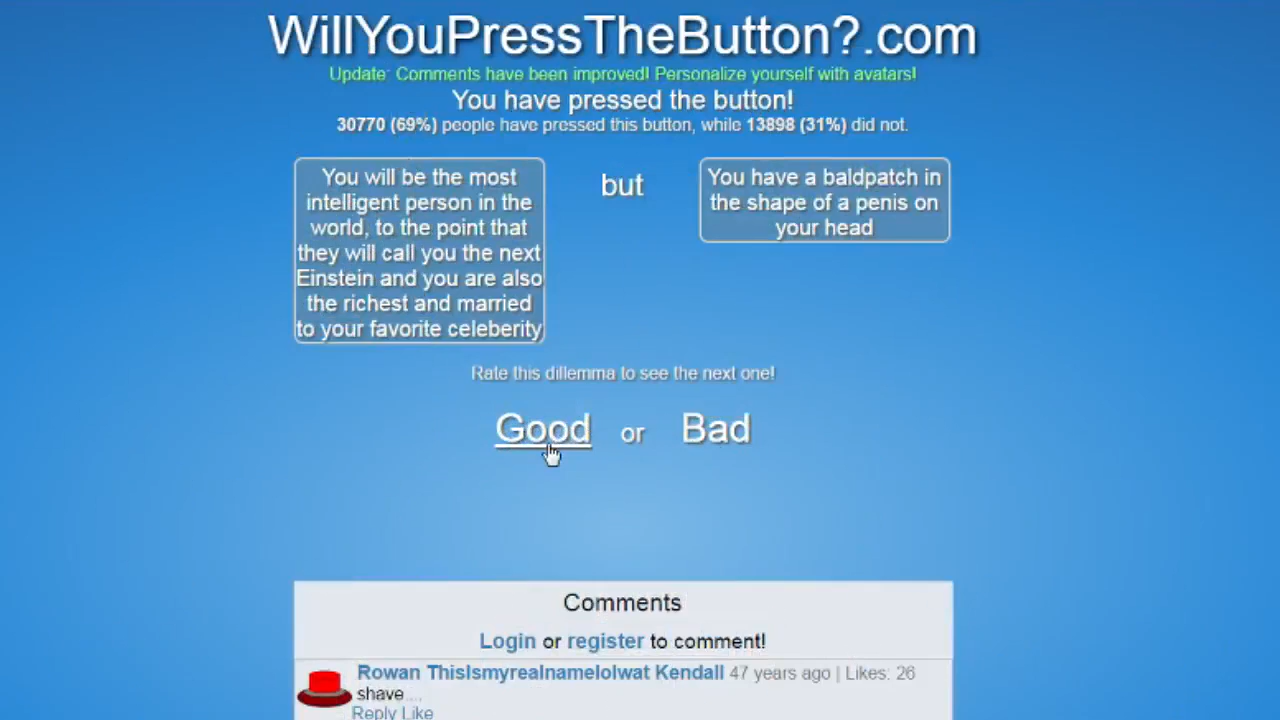 WillYouPressTheButton?.com
Update: Comments have been improved! Personalize yourself with avatars!
You have pressed the button!
30770 (69%) people have pressed this button, while 13898 (31%) did not.
You will be the most
intelligent person in the
world, to the point that
they will call you the next
Einstein and you are also
the richest and married
to your favorite celeberity
but
You have a baldpatch in
the shape of a penis on
your head
Rate this dillemma to see the next one!
Good or Bad
Comments
Login or register to comment!
Rowan ThisIsmyrealnamelolwat Kendall 47 years ago | Likes: 26
shave....
Reply Like